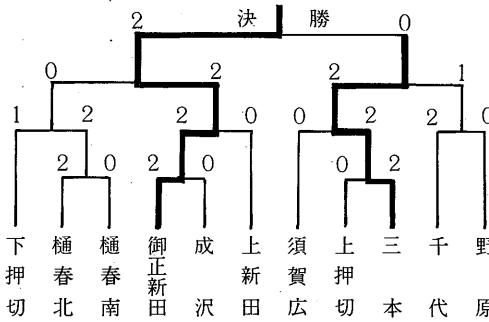 決勝
2 0
0 2 2 1
1 2 2 0 0 2 2 0
2 0 2 0 0 2
下押切
樋春北
樋春南
御正新田
成沢
上新田
須賀広
上押切
三本
千代
野原